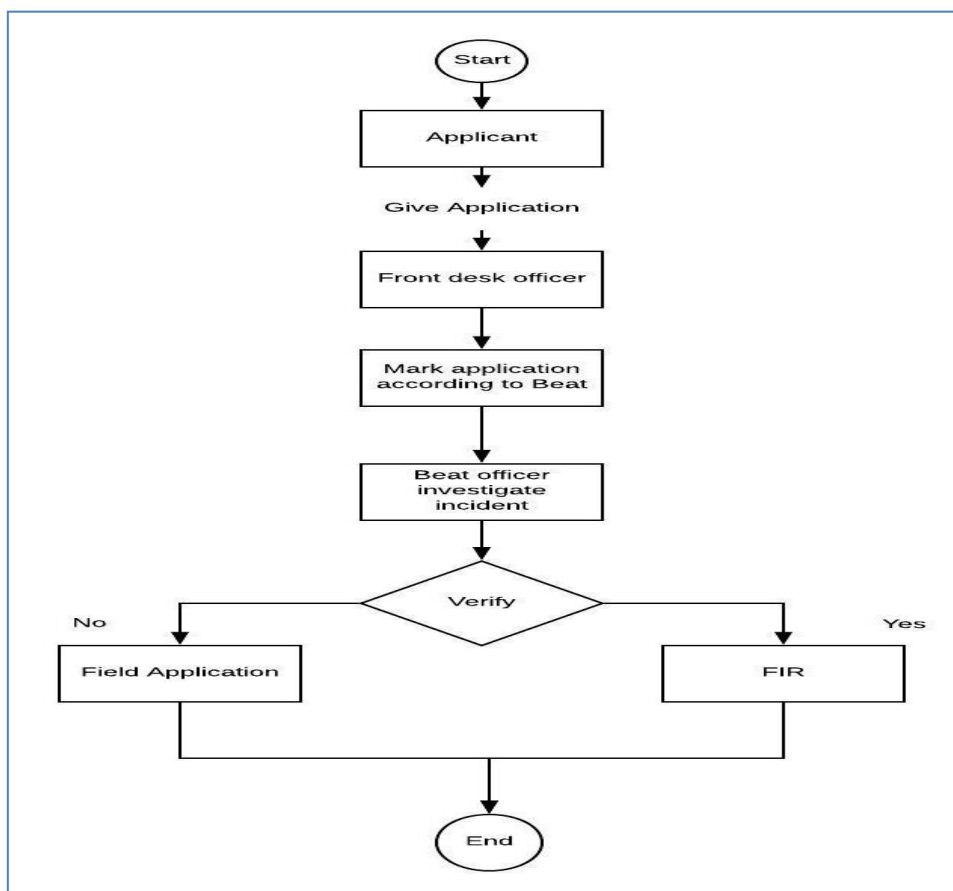 Start
Applicant
Give Application
Front desk officer
Mark application
according to Beat
Beat officer
investigate
incident
Verify
No
Yes
Field Application
FIR
End